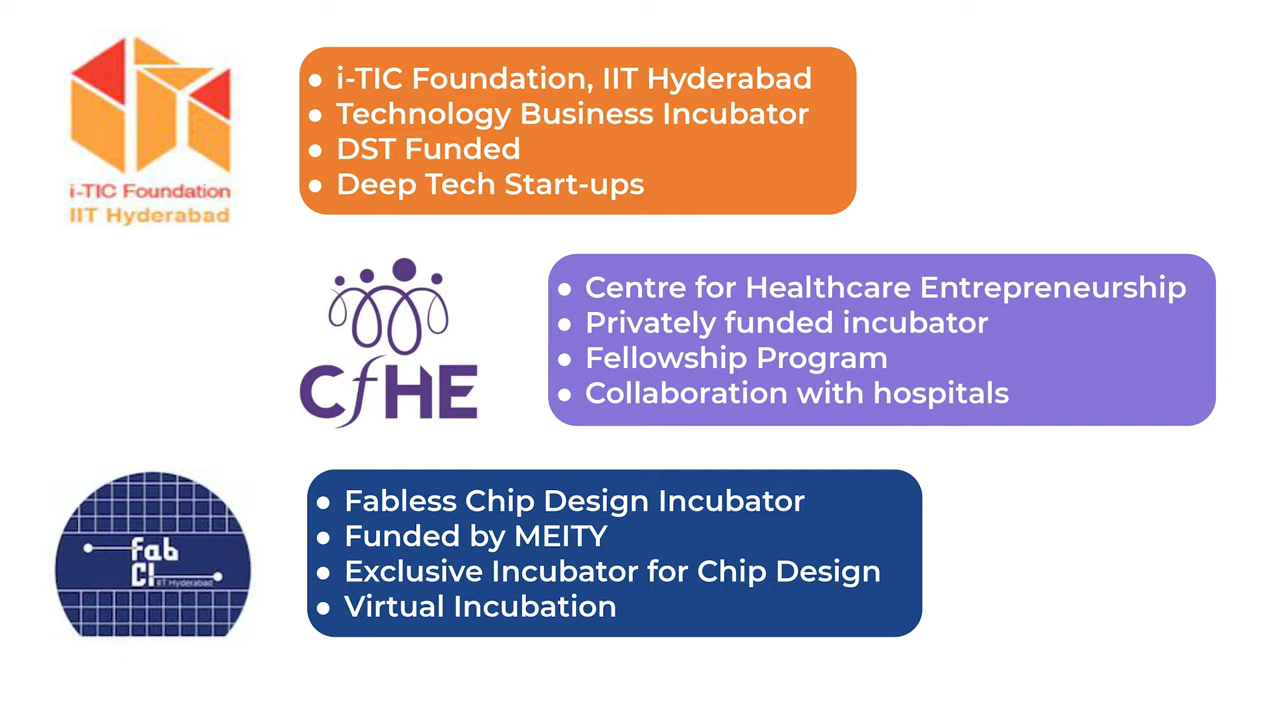 i-TIC Foundation
IIT Hyderabad
● i-TIC Foundation, IIT Hyderabad
● Technology Business Incubator
● DST Funded
● Deep Tech Start-ups
CfHE
● Centre for Healthcare Entrepreneurship
● Privately funded incubator
● Fellowship Program
● Collaboration with hospitals
fab
CI IIT Hyderabad
● Fabless Chip Design Incubator
● Funded by MEITY
● Exclusive Incubator for Chip Design
● Virtual Incubation